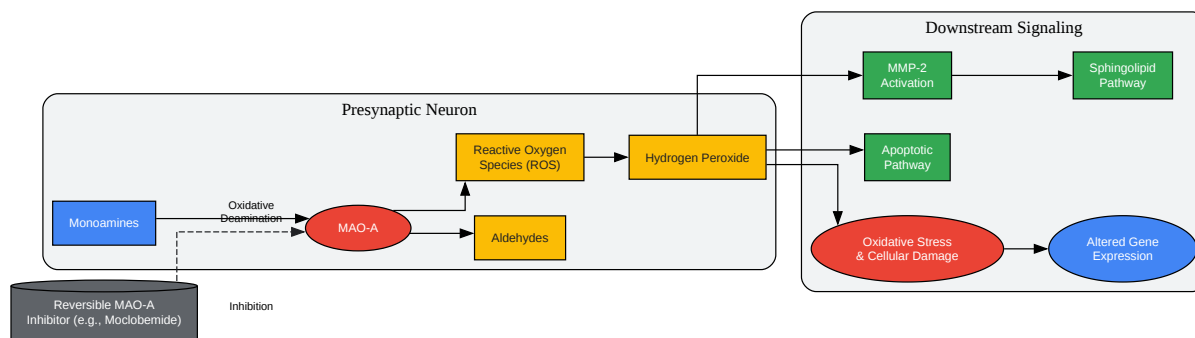 Downstream Signaling
MMP-2
Activation
Sphingolipid
Pathway
Presynaptic Neuron
Reactive Oxygen
Species (ROS)
Hydrogen Peroxide
Apoptotic
Pathway
Monoamines
Oxidative
Deamination
MAO-A
Aldehydes
Oxidative Stress
& Cellular Damage
Altered Gene
Expression
Reversible MAO-A
Inhibitor (e.g., Moclobemide)
Inhibition